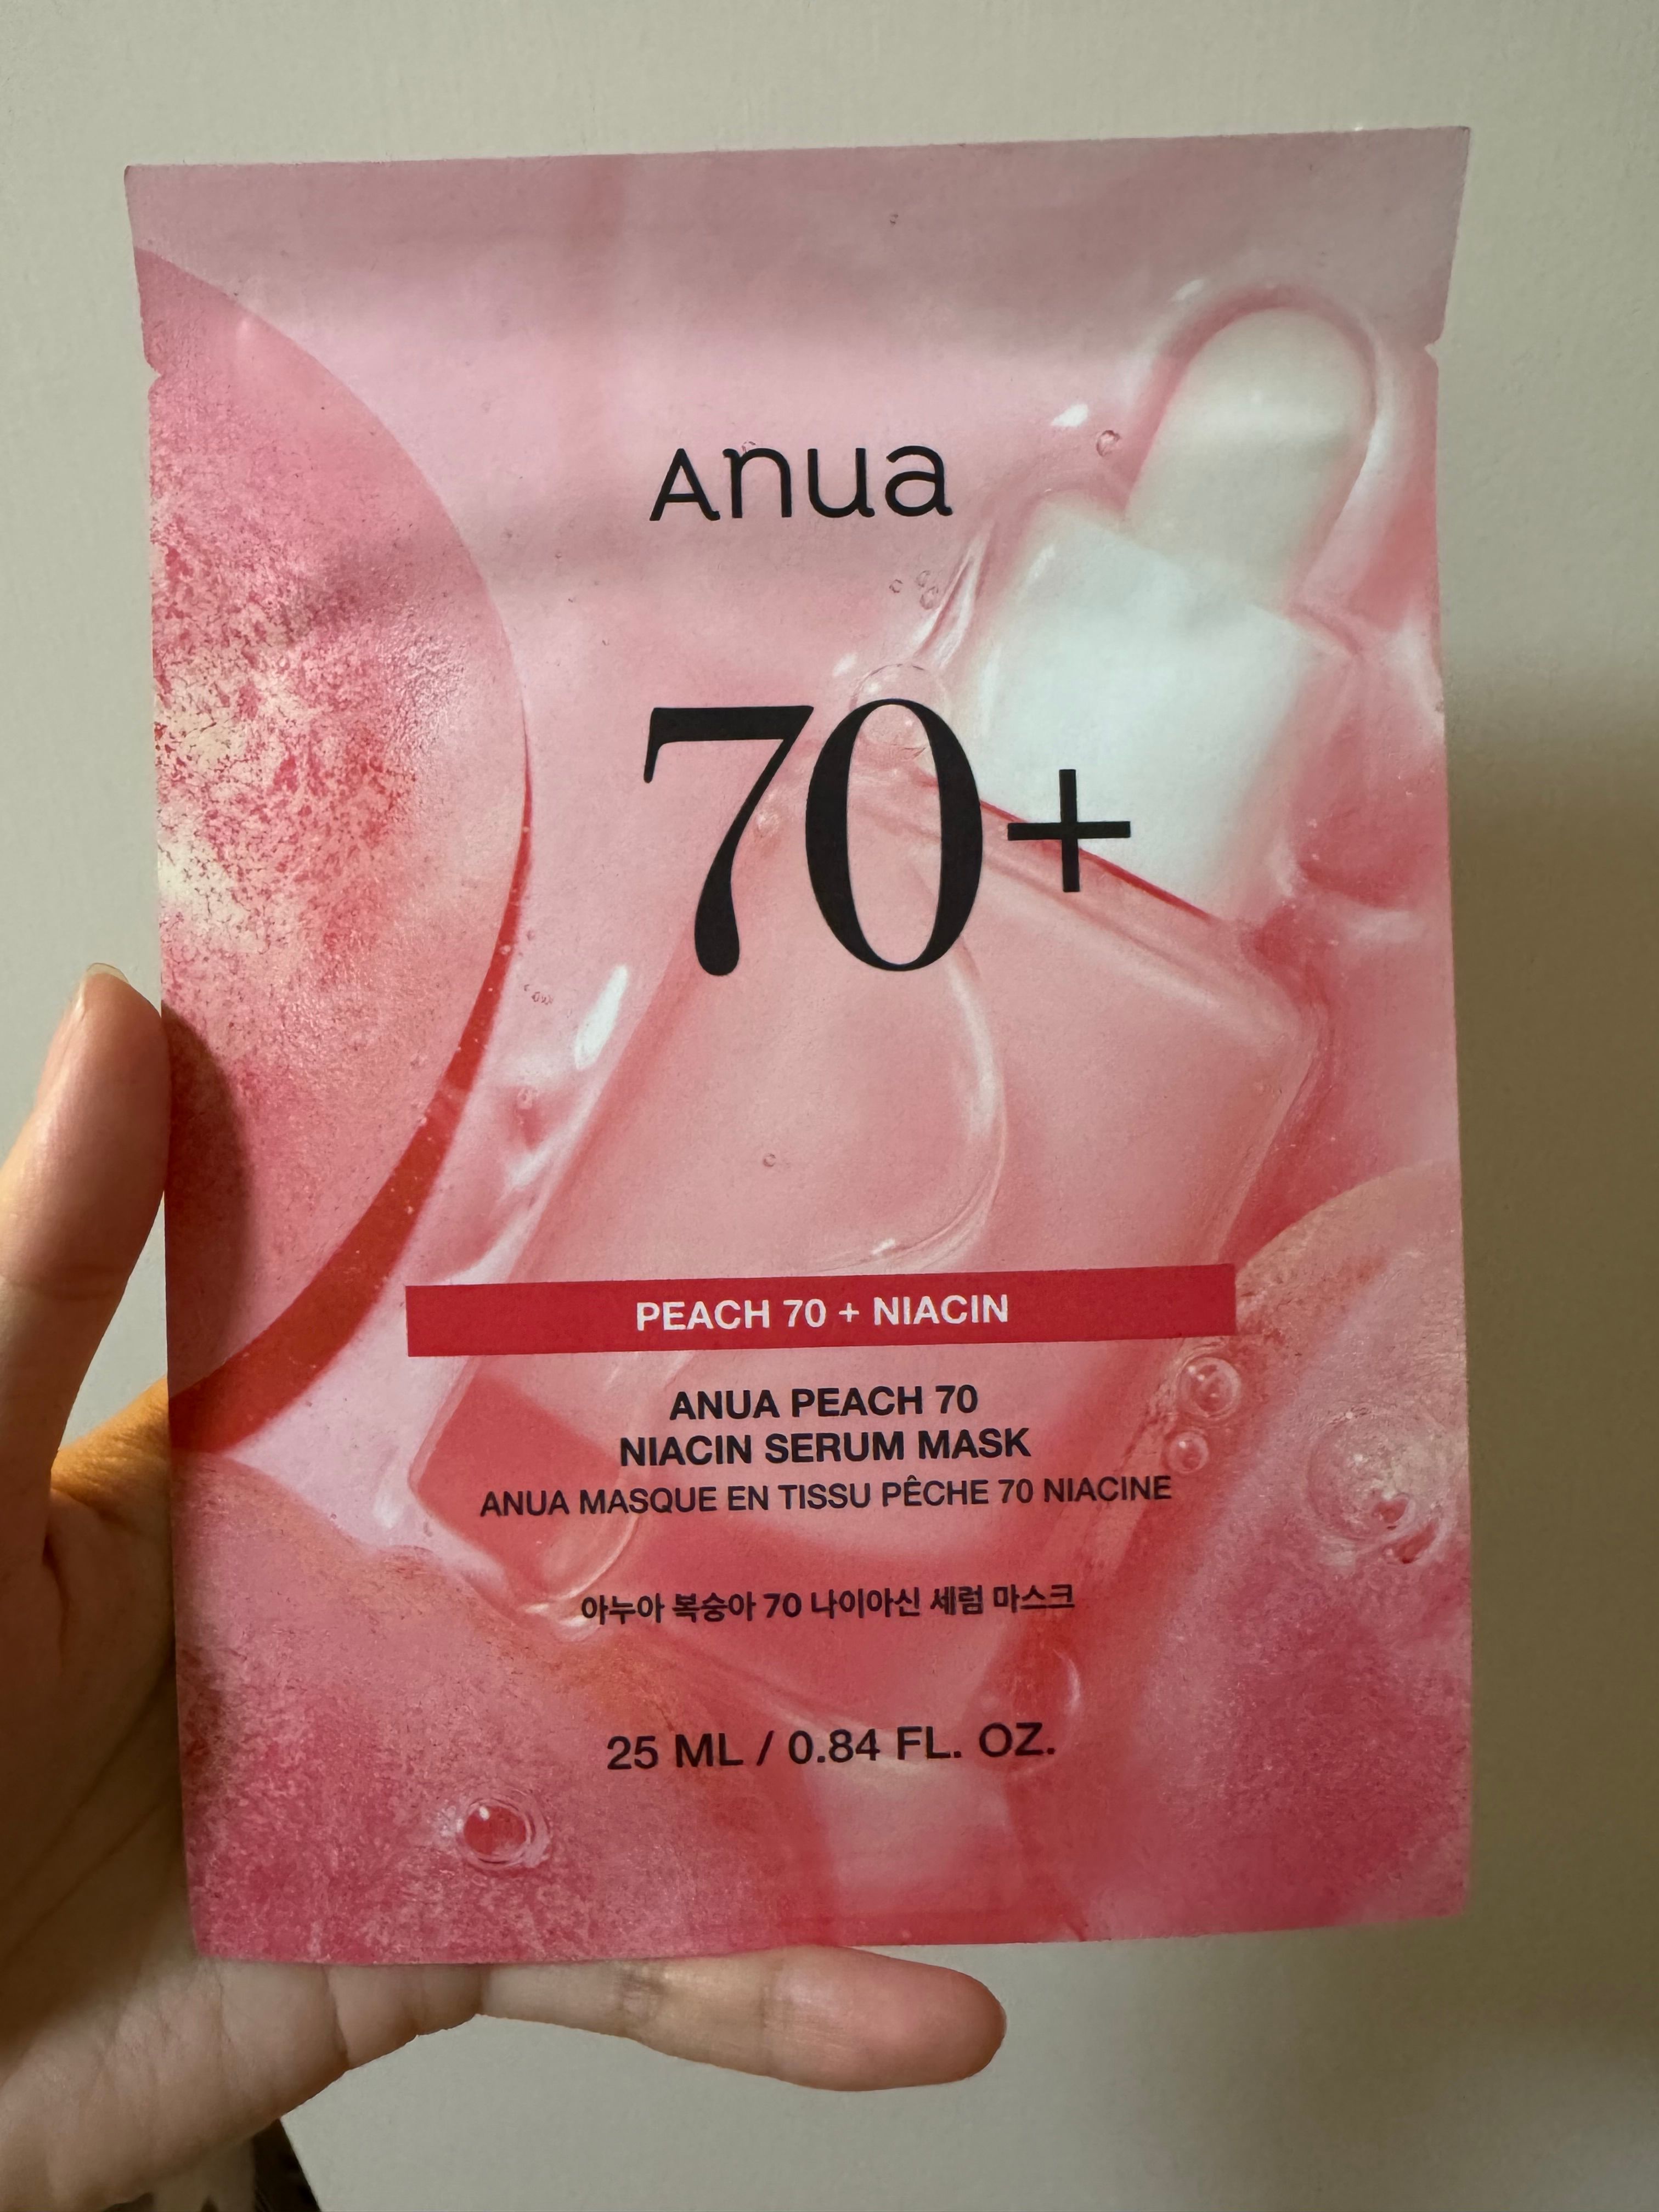 Anua
70+
PEACH 70 + NIACIN
ANUA PEACH 70
NIACIN SERUM MASK
ANUA MASQUE EN TISSU PÊCHE 70 NIACINE
아누아 복숭아 70 나이아신 세럼 마스크
25 ML / 0.84 FL. OZ.